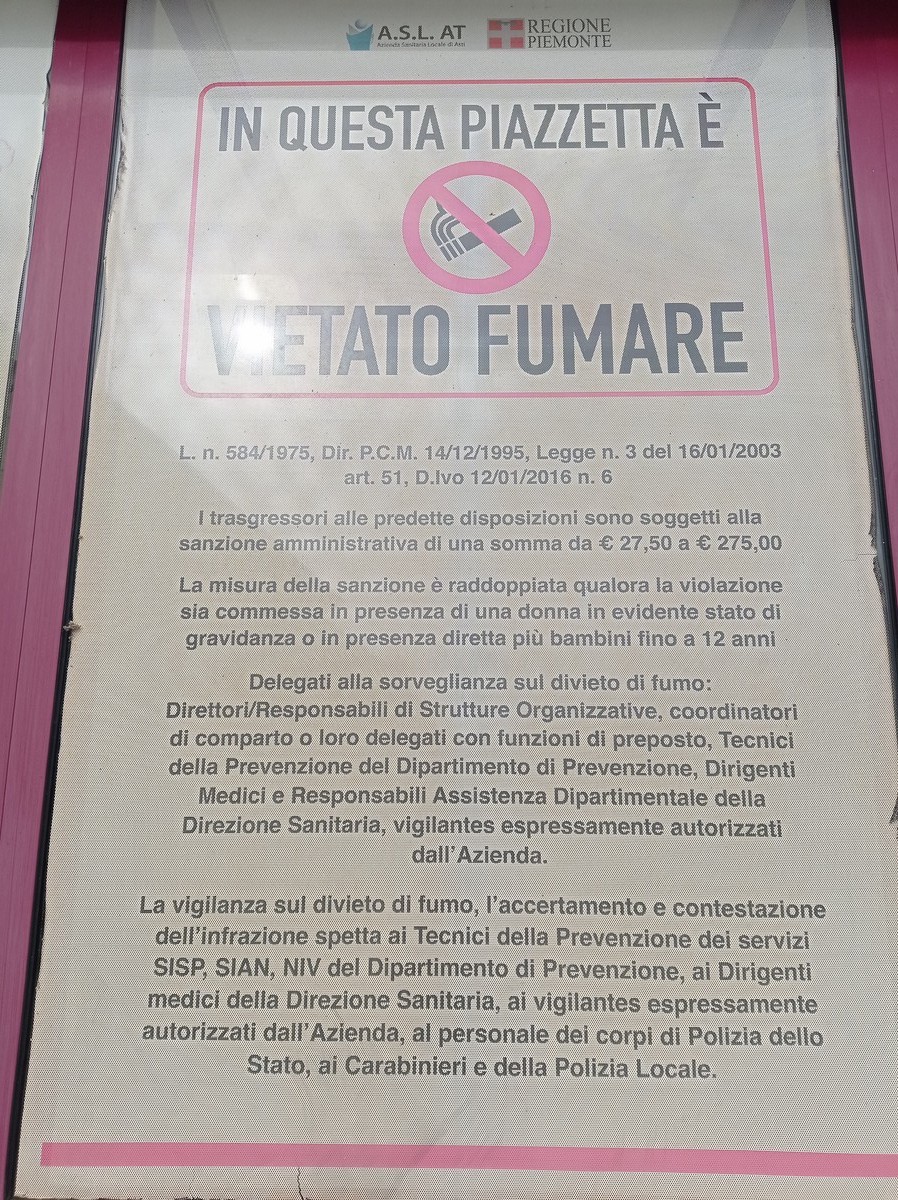 A.S.L. AT
Azienda Sanitaria Locale di Asti
REGIONE
PIEMONTE
IN QUESTA PIAZZETTA È
VIETATO FUMARE
L. n. 584/1975, Dir. P.C.M. 14/12/1995, Legge n. 3 del 16/01/2003
art. 51, D.lvo 12/01/2016 n. 6
I trasgressori alle predette disposizioni sono soggetti alla
sanzione amministrativa di una somma da € 27,50 a € 275,00
La misura della sanzione è raddoppiata qualora la violazione
sia commessa in presenza di una donna in evidente stato di
gravidanza o in presenza diretta più bambini fino a 12 anni
Delegati alla sorveglianza sul divieto di fumo:
Direttori/Responsabili di Strutture Organizzative, coordinatori
di comparto o loro delegati con funzioni di preposto, Tecnici
della Prevenzione del Dipartimento di Prevenzione, Dirigenti
Medici e Responsabili Assistenza Dipartimentale della
Direzione Sanitaria, vigilantes espressamente autorizzati
dall'Azienda.
La vigilanza sul divieto di fumo, l'accertamento e contestazione
dell'infrazione spetta ai Tecnici della Prevenzione dei servizi
SISP, SIAN, NIV del Dipartimento di Prevenzione, ai Dirigenti
medici della Direzione Sanitaria, ai vigilantes espressamente
autorizzati dall'Azienda, al personale dei corpi di Polizia dello
Stato, ai Carabinieri e della Polizia Locale.